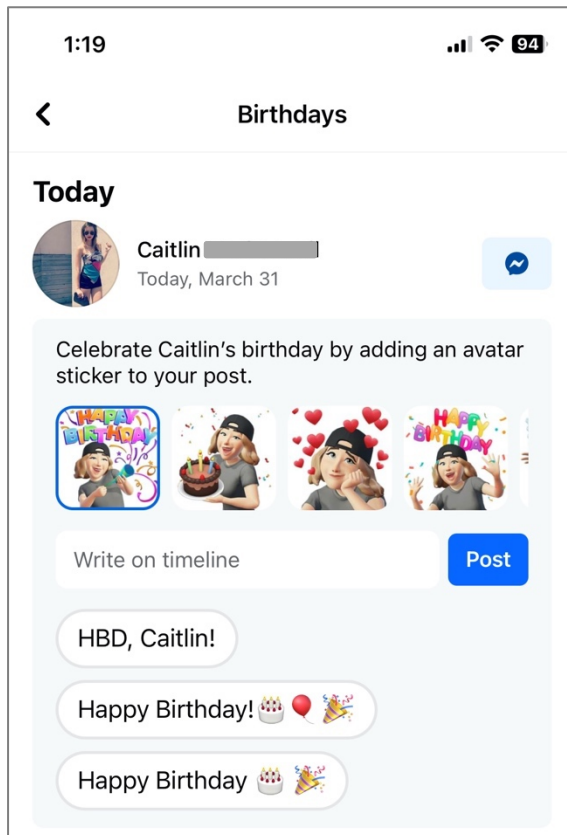 1:19
94
Birthdays
Today
Caitlin
Today, March 31
Celebrate Caitlin's birthday by adding an avatar
sticker to your post.
HAPPY
BIRTHDAY
HAPPY
BIRTHDAY
Write on timeline
Post
HBD, Caitlin!
Happy Birthday!🎂🎈🎉
Happy Birthday 🎂 🎉